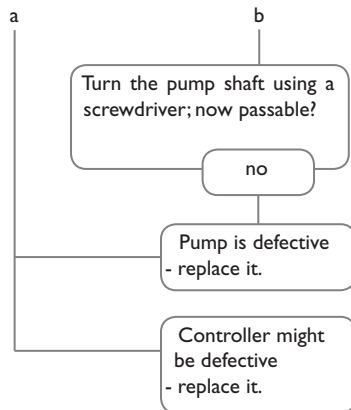 a
b
Turn the pump shaft using a
screwdriver; now passable?
no
Pump is defective
- replace it.
Controller might
be defective
- replace it.